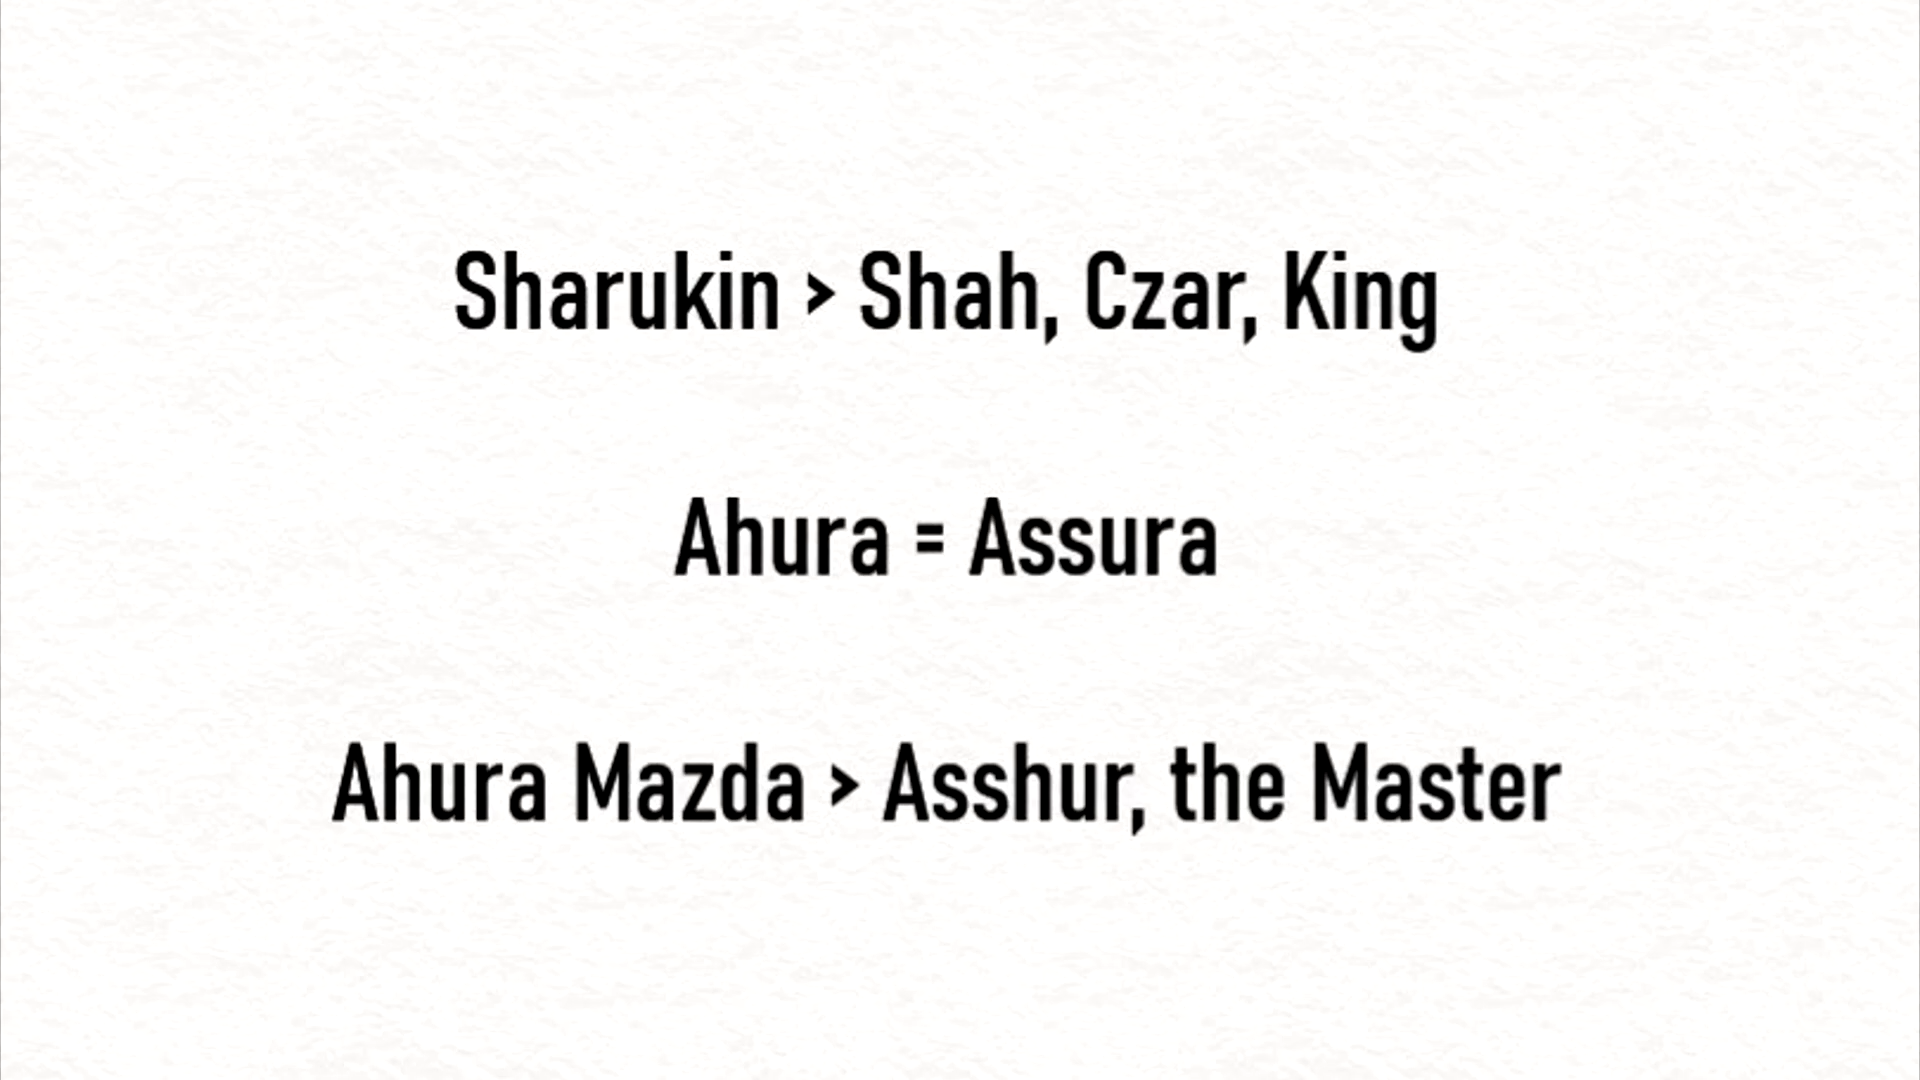 Sharukin > Shah, Czar, King
Ahura = Assura
Ahura Mazda > Asshur, the Master